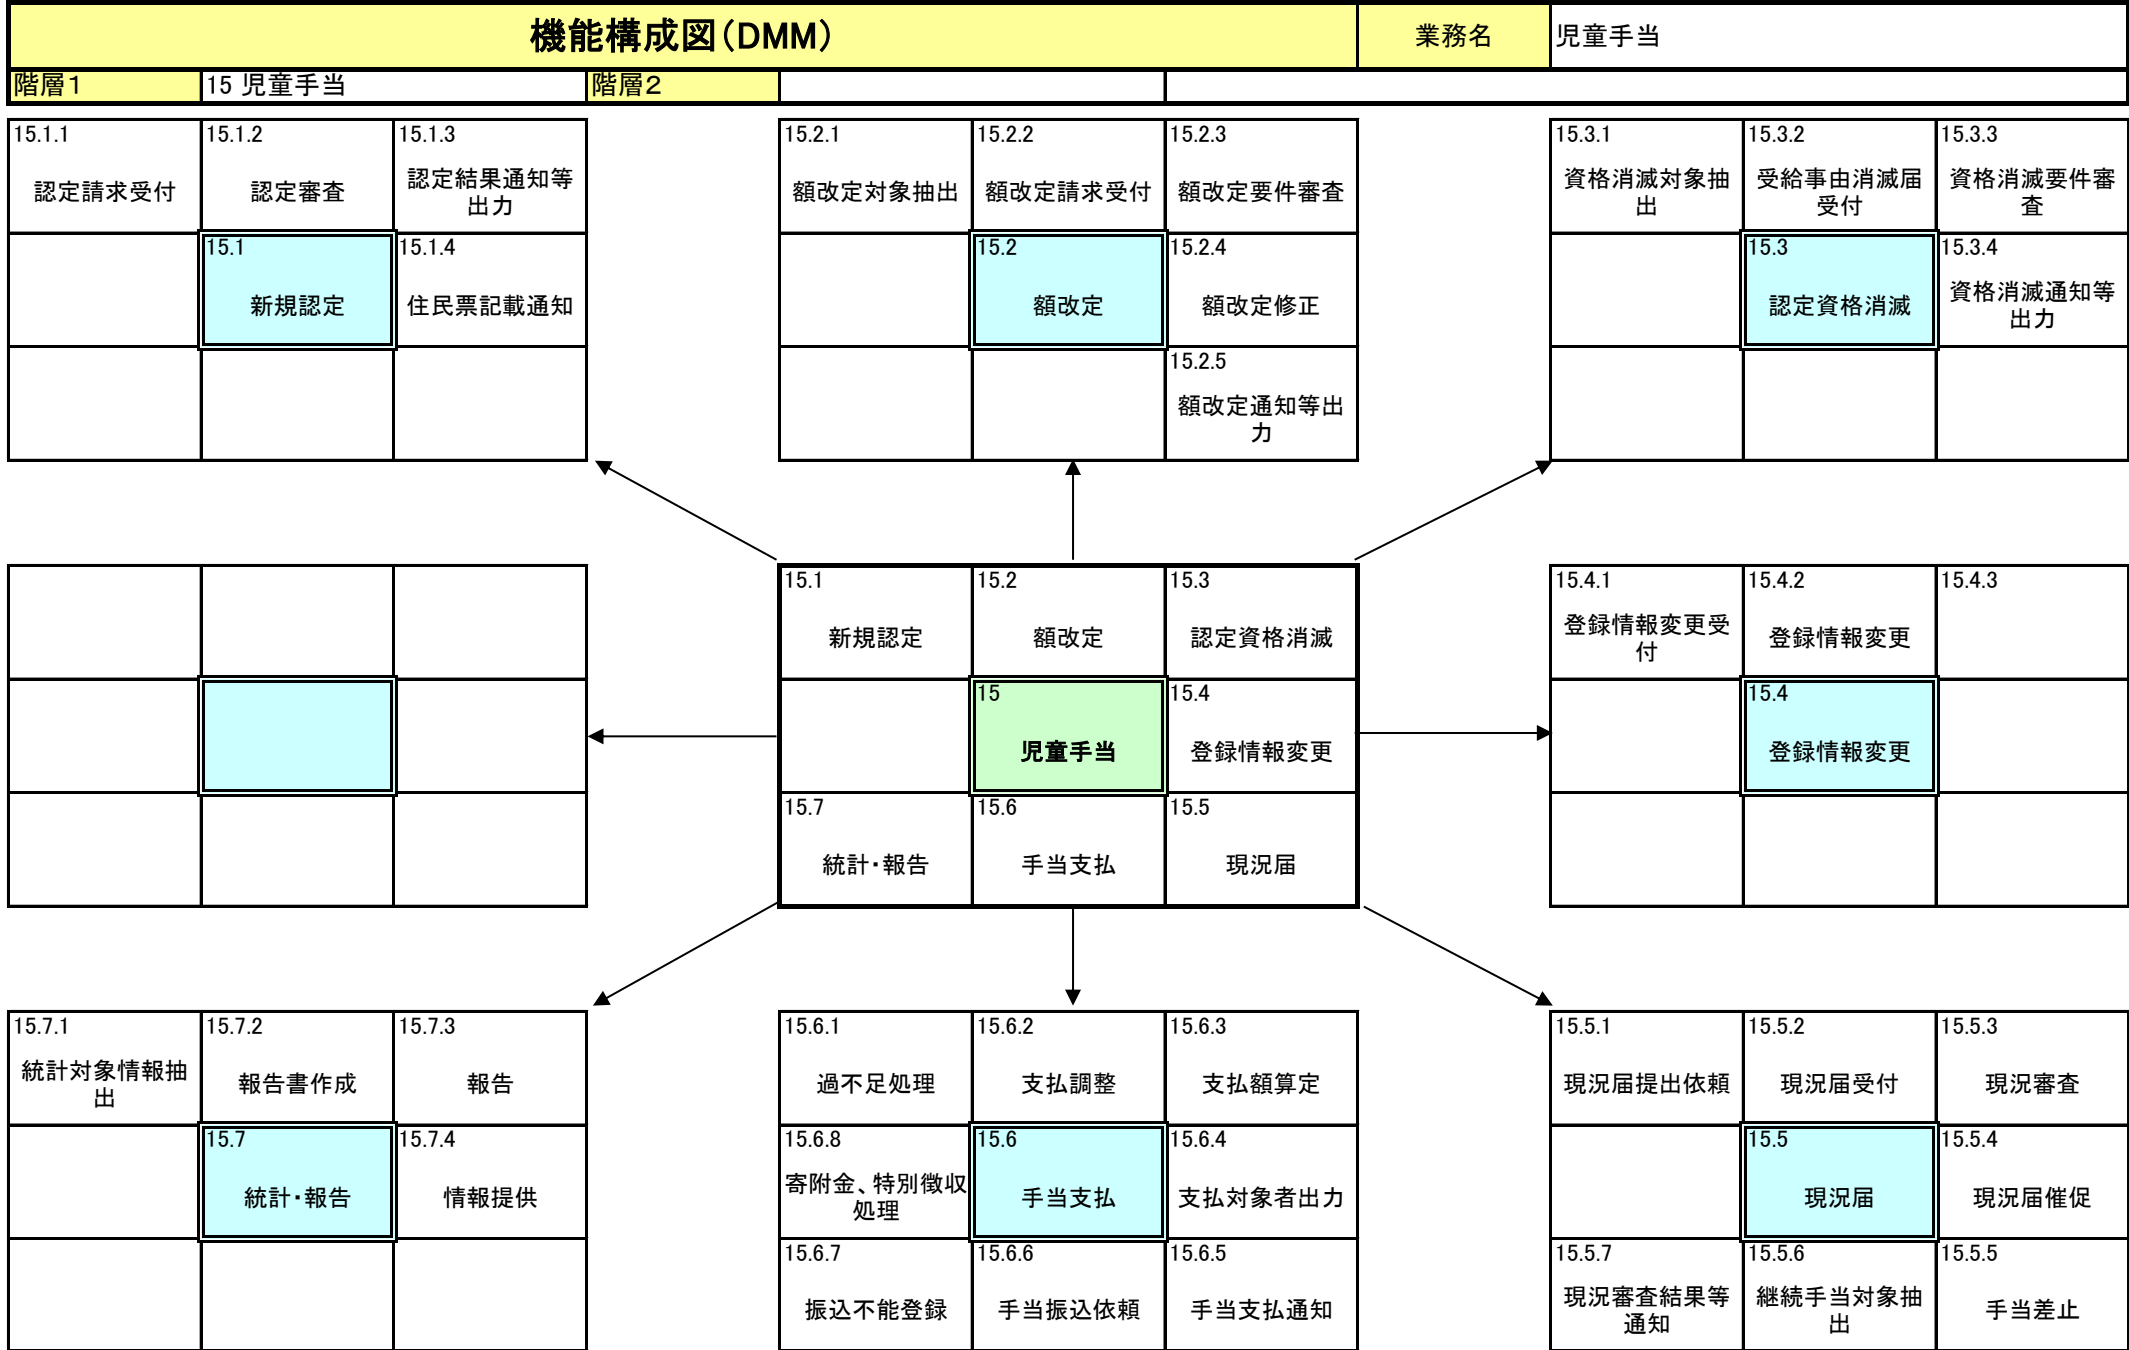 機能構成図(DMM)
業務名
児童手当
階層1
15 児童手当
階層2
15.1.1
認定請求受付
15.1.2
認定審査
15.1.3
認定結果通知等
出力
15.1
新規認定
15.1.4
住民票記載通知
15.2.1
額改定対象抽出
15.2.2
額改定請求受付
15.2.3
額改定要件審査
15.2
額改定
15.2.4
額改定修正
15.2.5
額改定通知等出
力
15.3.1
資格消滅対象抽
出
15.3.2
受給事由消滅届
受付
15.3.3
資格消滅要件審
査
15.3
認定資格消滅
15.3.4
資格消滅通知等
出力
15.1
新規認定
15.2
額改定
15.3
認定資格消滅
15
児童手当
15.4
登録情報変更
15.7
統計・報告
15.6
手当支払
15.5
現況届
15.4.1
登録情報変更受
付
15.4.2
登録情報変更
15.4.3
15.4
登録情報変更
15.7.1
統計対象情報抽
出
15.7.2
報告書作成
15.7.3
報告
15.7
統計・報告
15.7.4
情報提供
15.6.1
過不足処理
15.6.2
支払調整
15.6.3
支払額算定
15.6.8
寄附金、特別徴収
処理
15.6
手当支払
15.6.4
支払対象者出力
15.6.7
振込不能登録
15.6.6
手当振込依頼
15.6.5
手当支払通知
15.5.1
現況届提出依頼
15.5.2
現況届受付
15.5.3
現況審査
15.5
現況届
15.5.4
現況届催促
15.5.7
現況審査結果等
通知
15.5.6
継続手当対象抽
出
15.5.5
手当差止